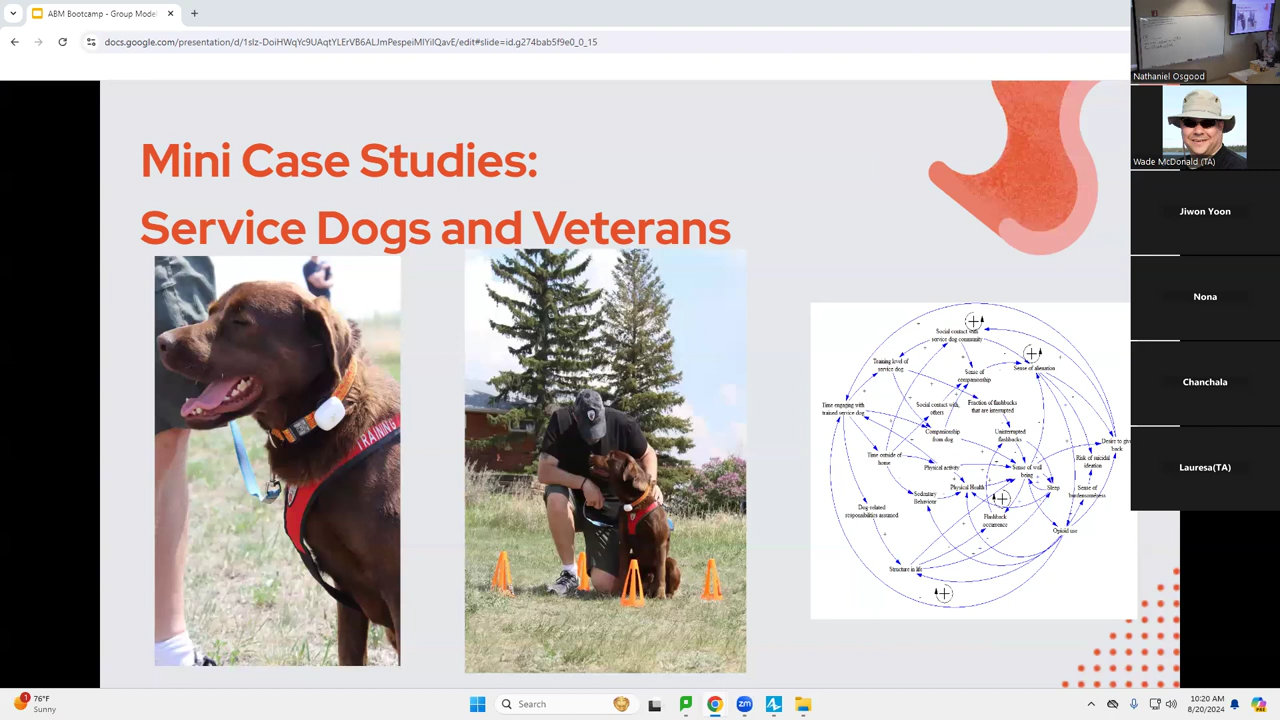 ABM Bootcamp - Group Model
docs.google.com/presentation/d/1slz-DoiHWqYc9UAqtYLErVB6ALJmPespeiMlYilQavE/edit#slide=id.g274bab5f9e0_0_15
Nathaniel Osgood
Wade McDonald (TA)
Jiwon Yoon
Nona
Chanchala
Lauresa(TA)
Mini Case Studies:
Service Dogs and Veterans
TRAINING
Social contact with
service dog community
Training level of
service dog
Sense of
companionship
Sense of alienation
Time engaging with
trained service dog
Social contact with
others
Fraction of flashbacks
that are interrupted
Companionship
from dog
Uninterrupted
flashbacks
Desire to give
back
Time outside of
home
Physical activity
Sense of well
being
Risk of suicidal
ideation
Sedentary
Behaviour
Physical Health
Sleep
Sense of
burdensomeness
Dog related
responsibilities assumed
Flashback
occurrence
Opioid use
Structure in life
1
76°F
Sunny
Search
10:20 AM
8/20/2024